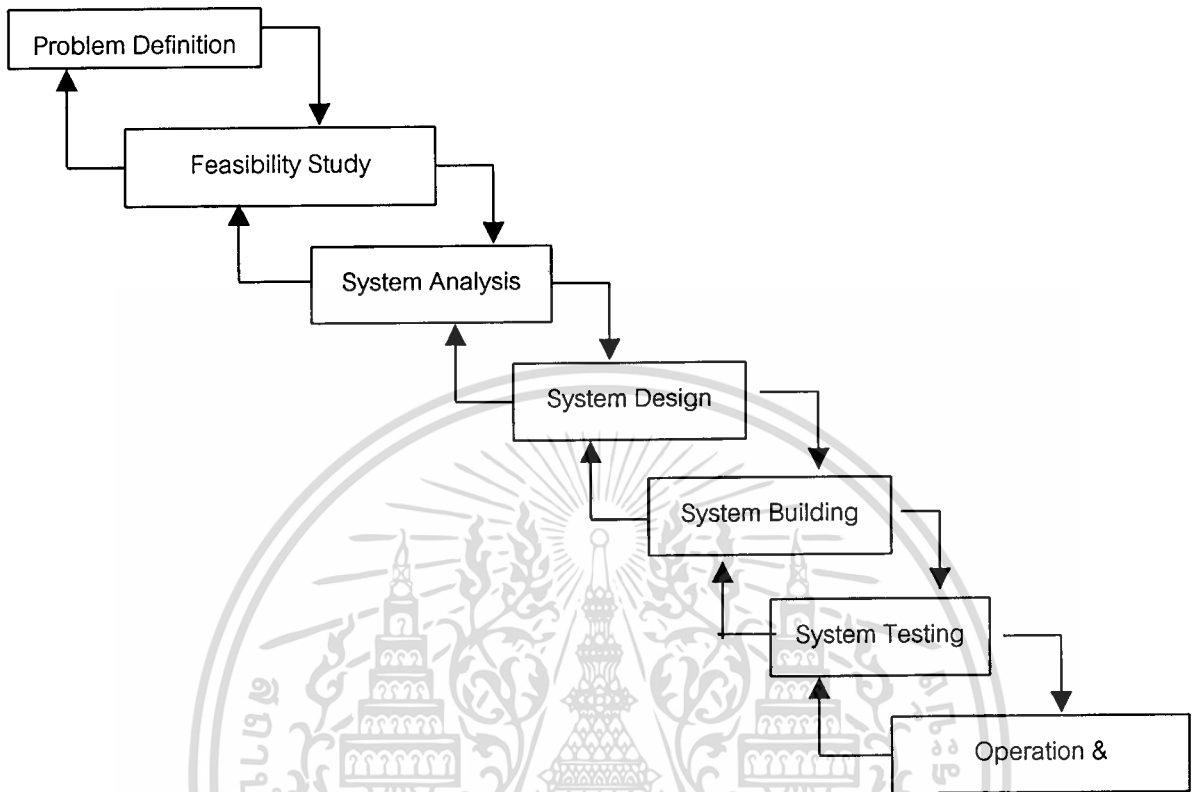 Problem Definition
Feasibility Study
System Analysis
System Design
System Building
System Testing
Operation &